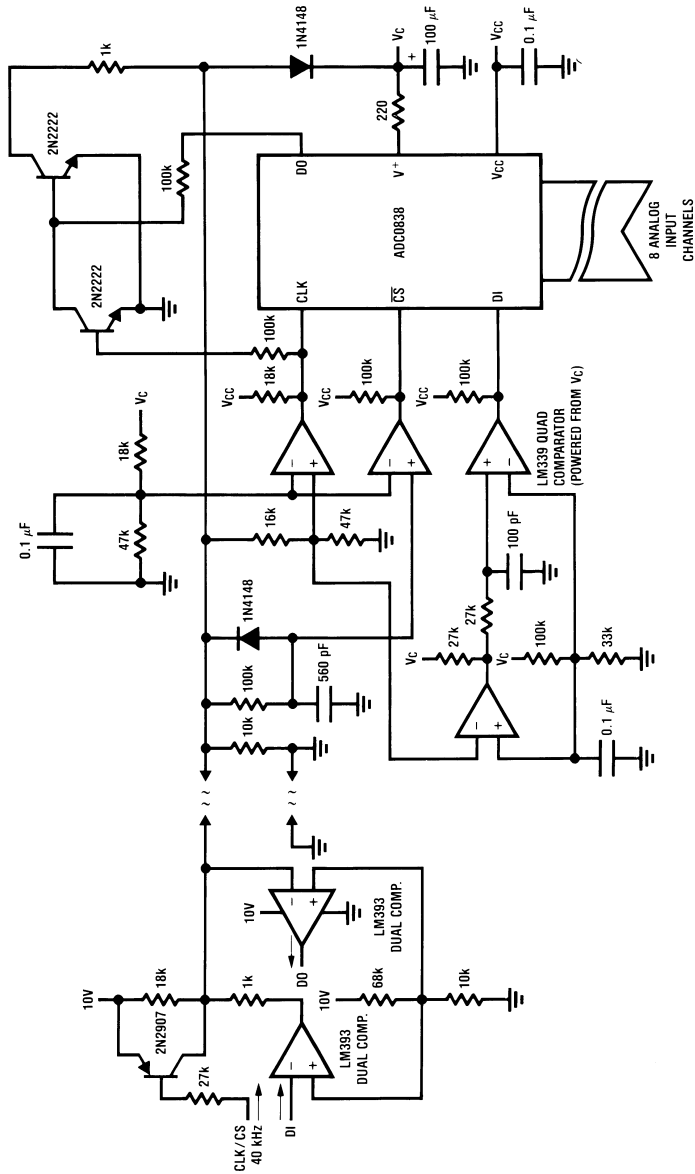 10V
18k
2N2907
27k
CLK/CS
40 kHz
DI
1k
−
+
LM393
DUAL COMP.
10V
68k
10k
10V
−
+
DO
LM393
DUAL COMP.
~ ~
~ ~
10k
100k
1N4148
560 pF
0.1 µF
47k
18k
VC
16k
47k
−
+
VCC
18k
100k
−
+
VCC
100k
+
−
VCC
100k
LM339 QUAD
COMPARATOR
(POWERED FROM VC)
−
+
VC
27k
27k
100 pF
VC
100k
33k
0.1 µF
2N2222
2N2222
1k
100k
1N4148
CLK
CS
DI
ADC0838
DO
V+
VCC
220
VC
+
100 µF
VCC
0.1 µF
8 ANALOG
INPUT
CHANNELS